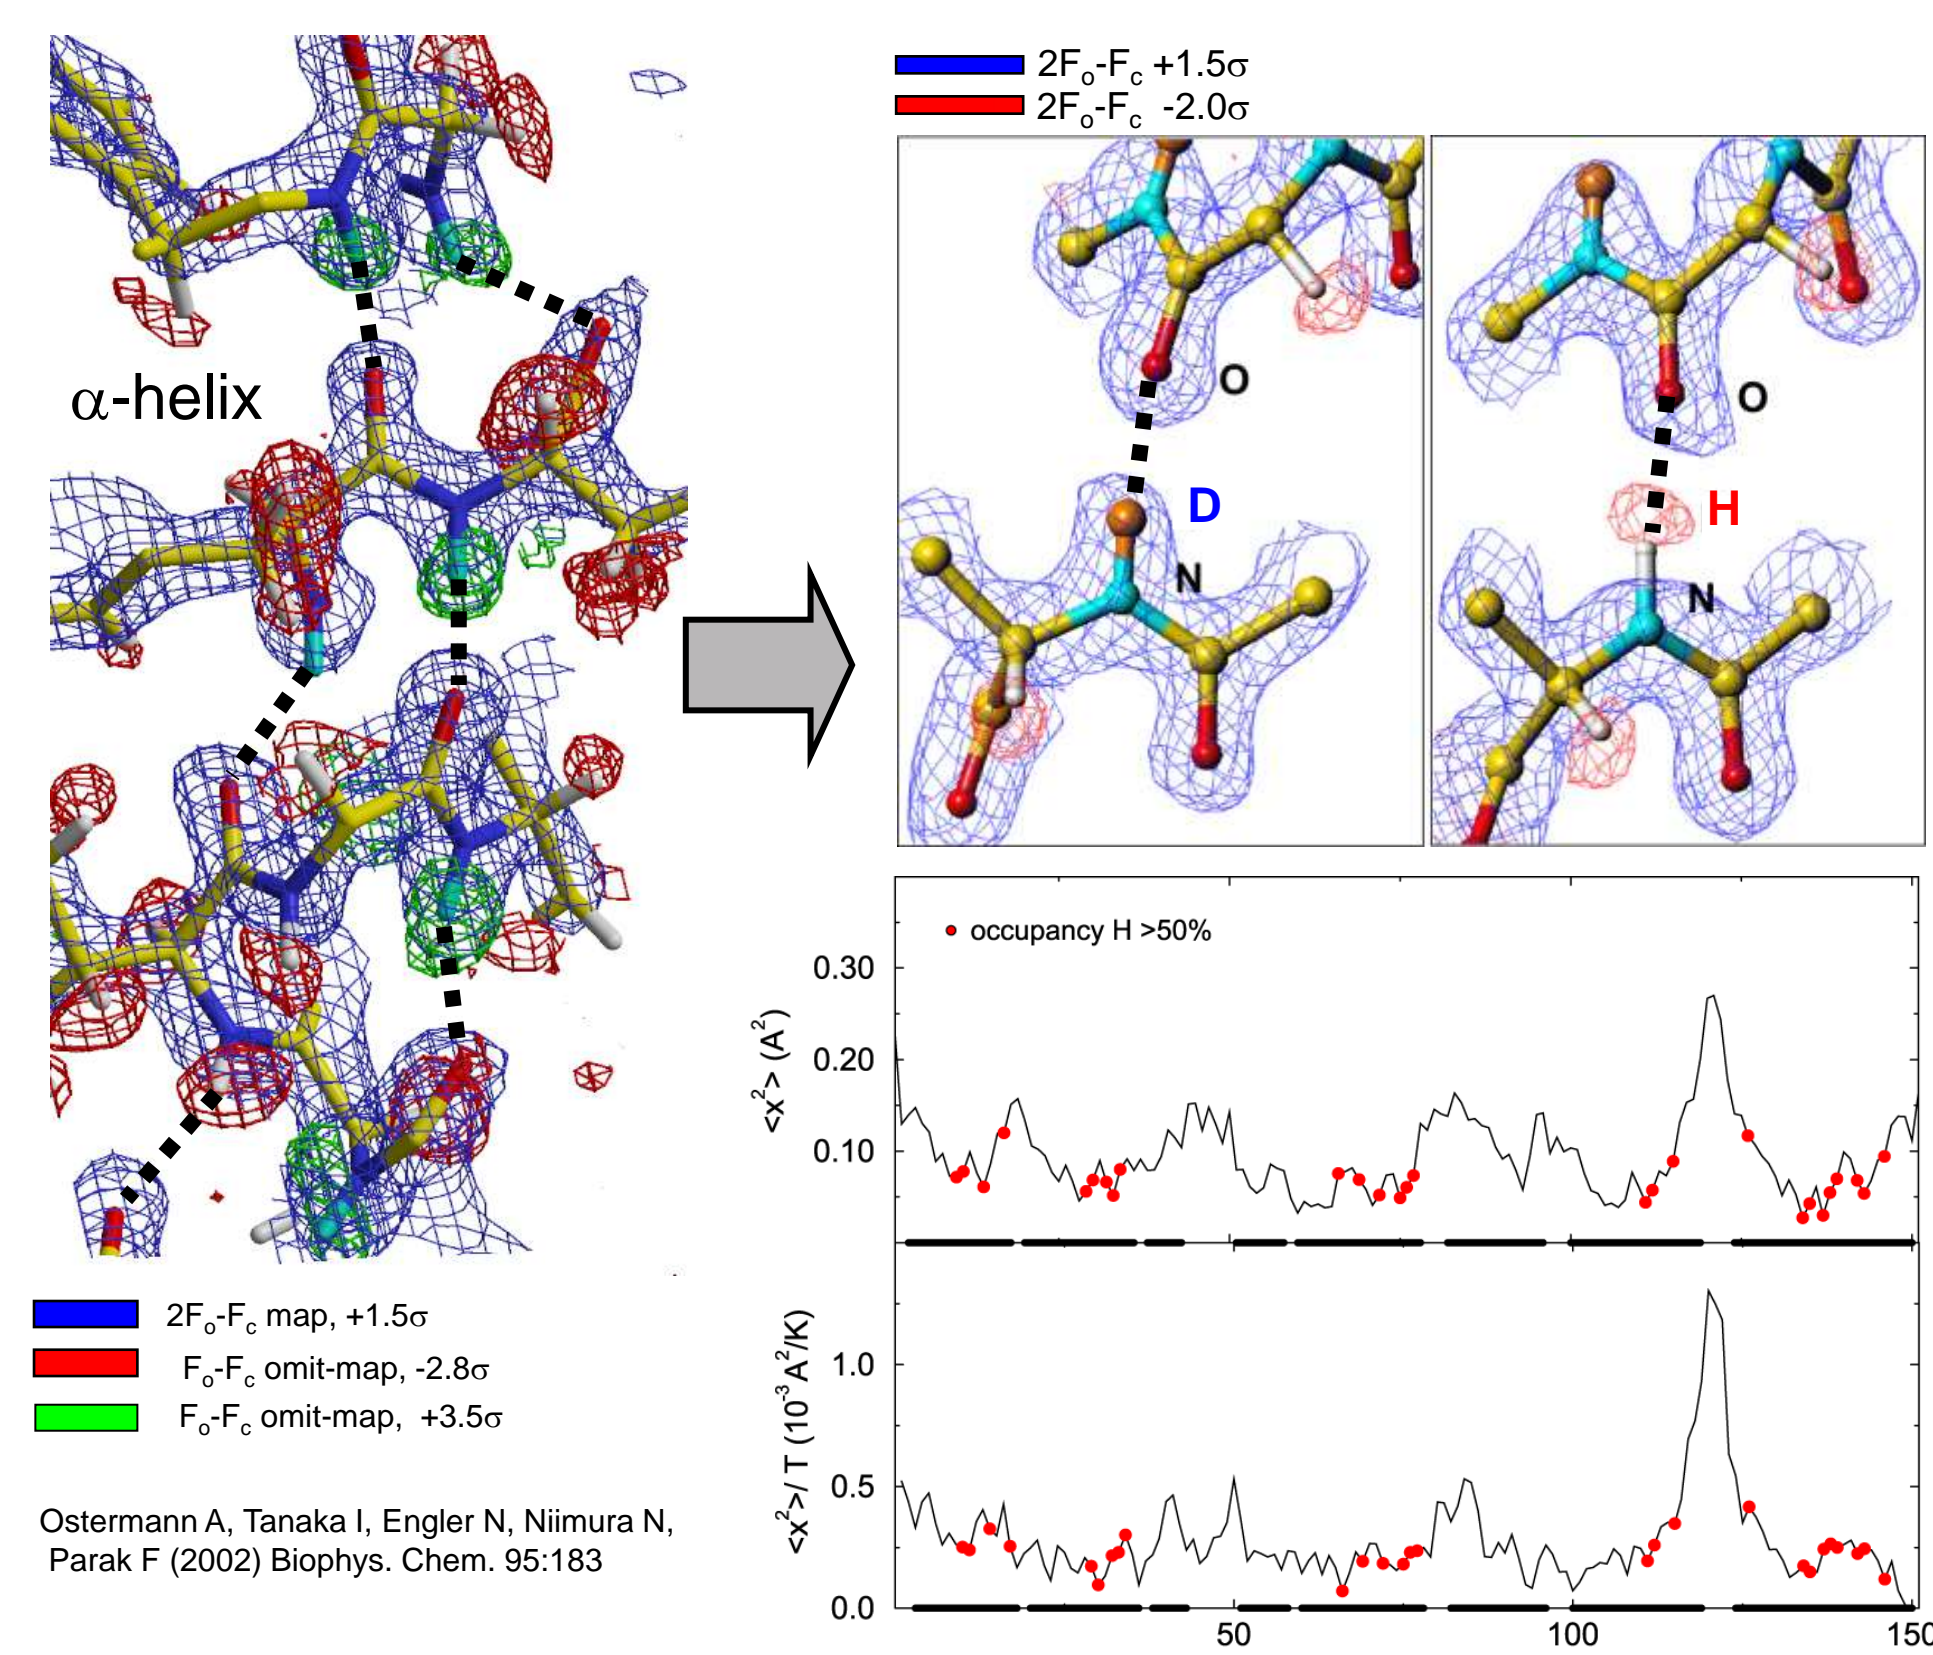 2Fo-Fc +1.5σ
2Fo-Fc -2.0σ
α-helix
O
D
N
O
H
N
2Fo-Fc map, +1.5σ
Fo-Fc omit-map, -2.8σ
Fo-Fc omit-map, +3.5σ
Ostermann A, Tanaka I, Engler N, Niimura N,
Parak F (2002) Biophys. Chem. 95:183
occupancy H >50%
<x²> (A²)
0.30
0.20
0.10
<x²>/ T (10⁻³A²/K)
1.0
0.5
0.0
50
100
150